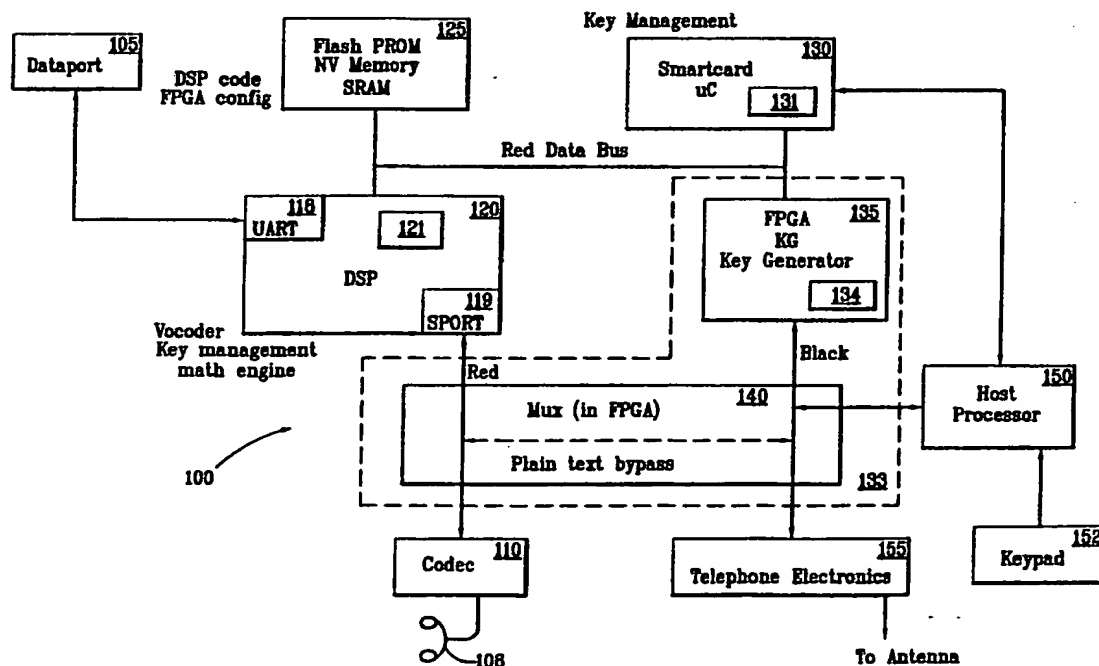 Key Management
105
Dataport
125
Flash PROM
NV Memory
SRAM
DSP code
FPGA config
130
Smartcard
uC
131
Red Data Bus
118
UART
120
121
DSP
119
SPORT
Vocoder
Key management
math engine
135
FPGA
KG
Key Generator
134
Red
Black
140
Mux (in FPGA)
Plain text bypass
133
150
Host
Processor
100
110
Codec
155
Telephone Electronics
152
Keypad
108
To Antenna